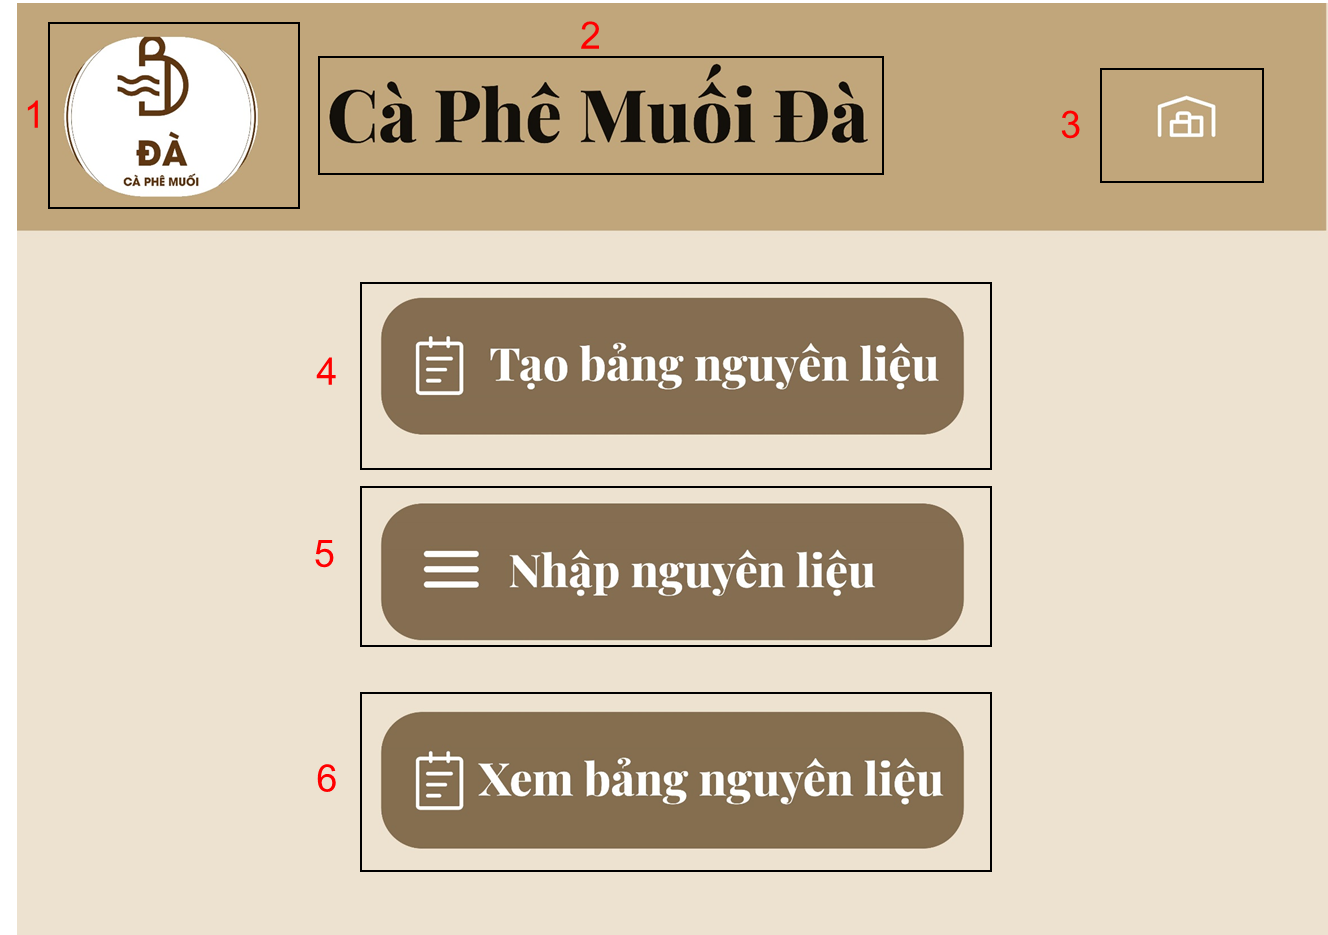 1
ĐÀ
CÀ PHÊ MUỐI
2
Cà Phê Muối Đà
3
4
Tạo bảng nguyên liệu
5
Nhập nguyên liệu
6
Xem bảng nguyên liệu